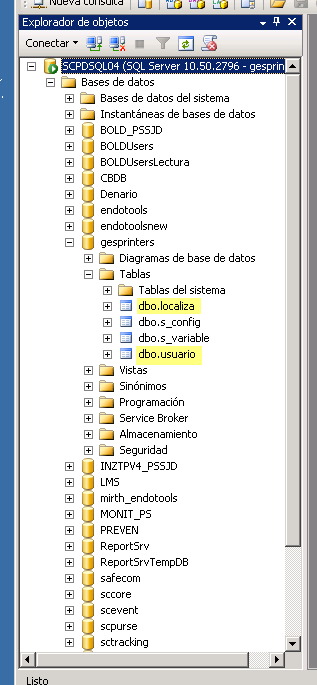 Nueva consulta
Explorador de objetos
Conectar
SCPDSQL04 (SQL Server 10.50.2796 - gesprin
Bases de datos
Bases de datos del sistema
Instantáneas de bases de datos
BOLD_PSSJD
BOLDUsers
BOLDUsersLectura
CBDB
Denario
endotools
endotoolsnew
gesprinters
Diagramas de base de datos
Tablas
Tablas del sistema
dbo.localiza
dbo.s_config
dbo.s_variable
dbo.usuario
Vistas
Sinónimos
Programación
Service Broker
Almacenamiento
Seguridad
INZTPV4_PSSJD
LMS
mirth_endotools
MONIT_PS
PREVEN
ReportSrv
ReportSrvTempDB
safecom
sccore
scevent
scpurse
sctracking
Listo